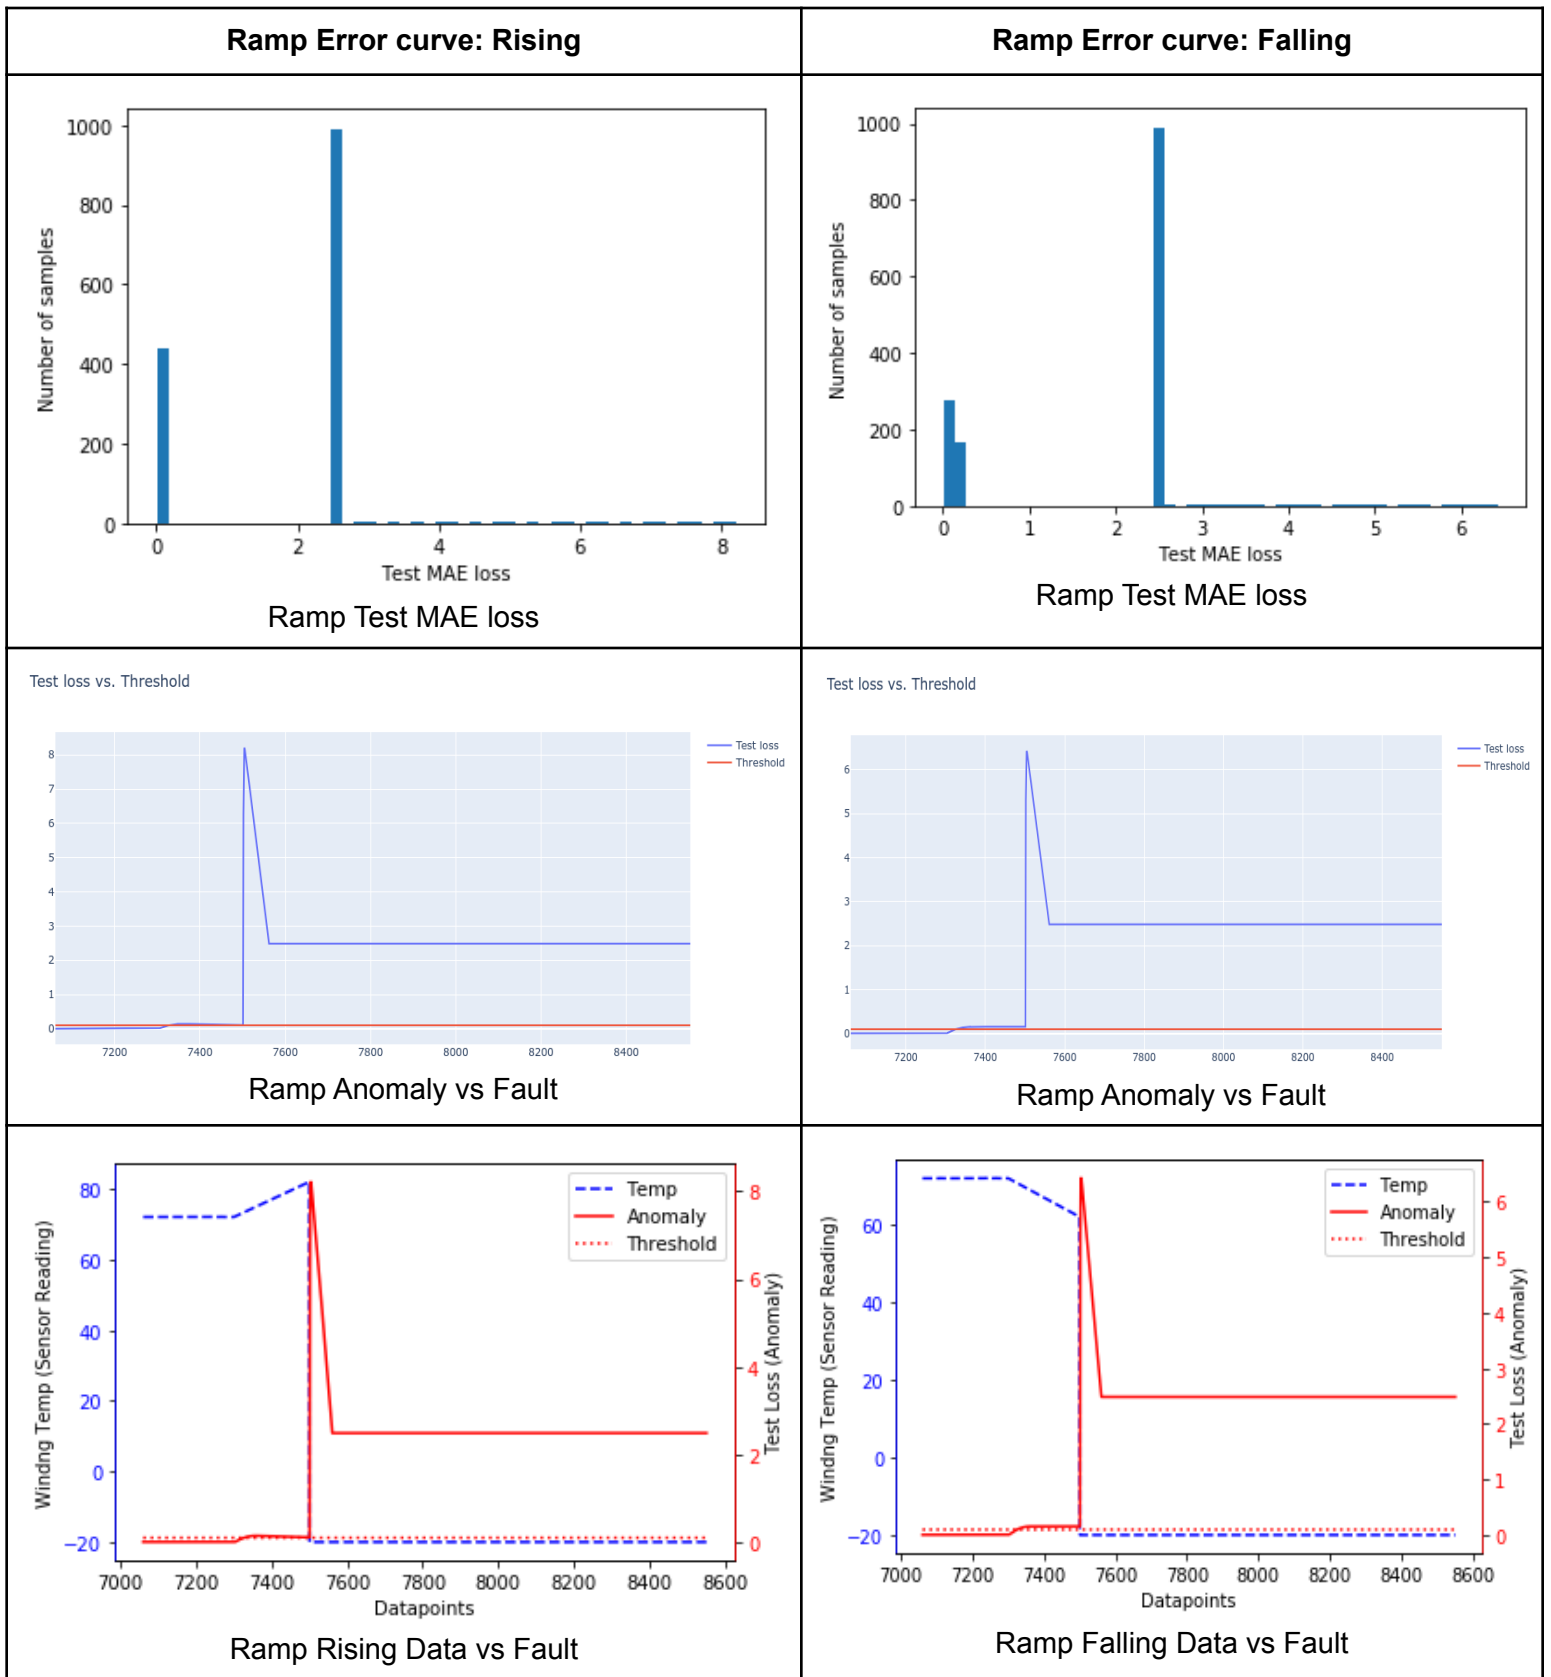 Ramp Error curve: Rising
Ramp Error curve: Falling
1000
800
600
400
200
0
Number of samples
0 2 4 6 8
Test MAE loss
Ramp Test MAE loss
1000
800
600
400
200
0
Number of samples
0 1 2 3 4 5 6
Test MAE loss
Ramp Test MAE loss
Test loss vs. Threshold
8
7
6
5
4
3
2
1
0
7200 7400 7600 7800 8000 8200 8400
Test loss
Threshold
Ramp Anomaly vs Fault
Test loss vs. Threshold
6
5
4
3
2
1
0
7200 7400 7600 7800 8000 8200 8400
Test loss
Threshold
Ramp Anomaly vs Fault
80
60
40
20
0
−20
Windng Temp (Sensor Reading)
Temp
Anomaly
Threshold
8
6
4
2
0
Test Loss (Anomaly)
7000 7200 7400 7600 7800 8000 8200 8400 8600
Datapoints
Ramp Rising Data vs Fault
60
40
20
0
−20
Windng Temp (Sensor Reading)
Temp
Anomaly
Threshold
6
5
4
3
2
1
0
Test Loss (Anomaly)
7000 7200 7400 7600 7800 8000 8200 8400 8600
Datapoints
Ramp Falling Data vs Fault